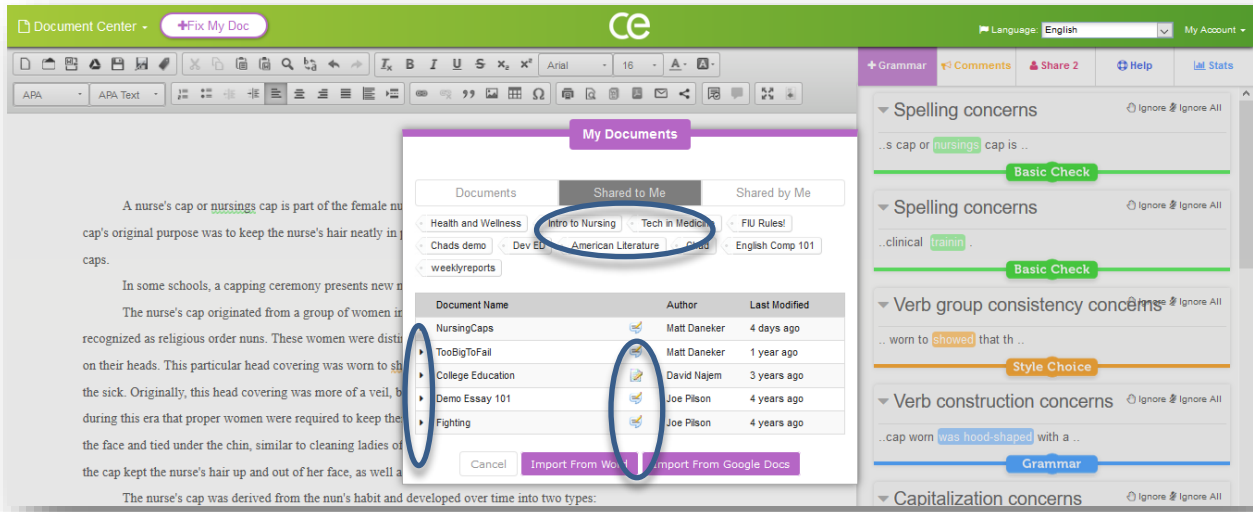 Document Center
+Fix My Doc
ce
Language: English
My Account
Arial
16
APA
APA Text
+ Grammar
Comments
Share 2
Help
Stats
A nurse's cap or nursings cap is part of the female nu
cap's original purpose was to keep the nurse's hair neatly in p
caps.
In some schools, a capping ceremony presents new n
The nurse's cap originated from a group of women in
recognized as religious order nuns. These women were distin
on their heads. This particular head covering was worn to sh
the sick. Originally, this head covering was more of a veil, b
during this era that proper women were required to keep thei
the face and tied under the chin, similar to cleaning ladies of
the cap kept the nurse's hair up and out of her face, as well a
The nurse's cap was derived from the nun's habit and developed over time into two types:
My Documents
Documents
Shared to Me
Shared by Me
Health and Wellness
Intro to Nursing
Tech in Medicine
FIU Rules!
Chads demo
Dev ED
American Literature
Chad
English Comp 101
weeklyreports
Document Name Author Last Modified
NursingCaps Matt Daneker 4 days ago
TooBigToFail Matt Daneker 1 year ago
College Education David Najem 3 years ago
Demo Essay 101 Joe Pilson 4 years ago
Fighting Joe Pilson 4 years ago
Cancel
Import From Word
Import From Google Docs
Spelling concerns
Ignore Ignore All
..s cap or nursings cap is ..
Basic Check
Spelling concerns
Ignore Ignore All
..clinical trainin .
Basic Check
Verb group consistency concerns
Ignore Ignore All
.. worn to showed that th ..
Style Choice
Verb construction concerns
Ignore Ignore All
..cap worn was hood-shaped with a ..
Grammar
Capitalization concerns
Ignore Ignore All